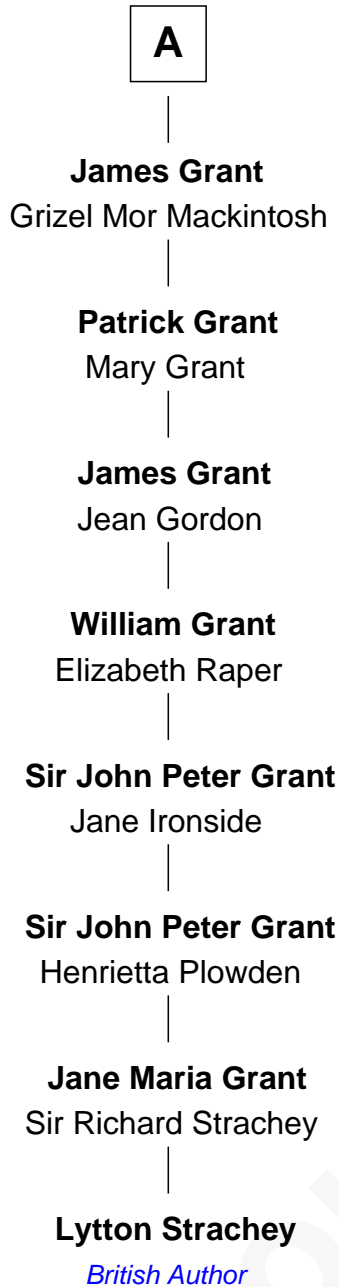 A
James Grant
Grizel Mor Mackintosh
Patrick Grant
Mary Grant
James Grant
Jean Gordon
William Grant
Elizabeth Raper
Sir John Peter Grant
Jane Ironside
Sir John Peter Grant
Henrietta Plowden
Jane Maria Grant
Sir Richard Strachey
Lytton Strachey
British Author